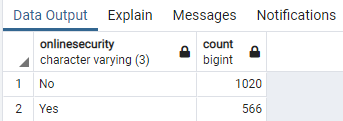 Data Output Explain Messages Notifications
onlinesecurity count
character varying (3) bigint
1 No 1020
2 Yes 566